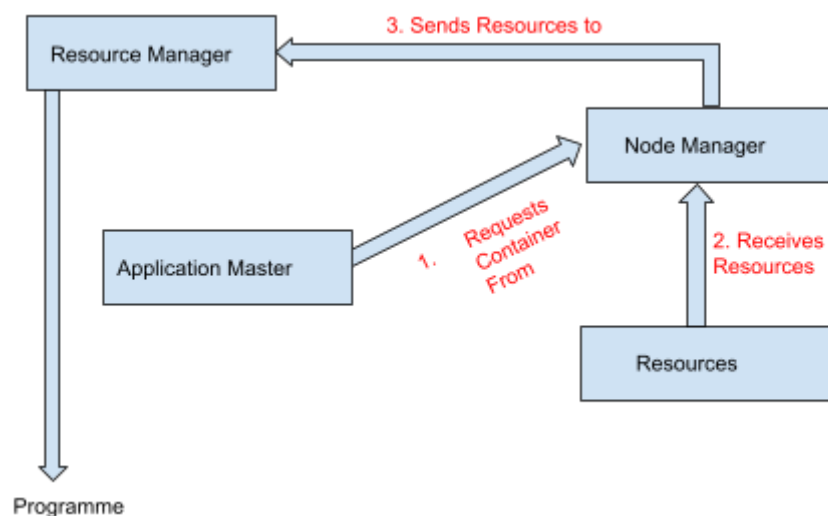 3. Sends Resources to
Resource Manager
Node Manager
1. Requests
Container
From
2. Receives
Resources
Application Master
Resources
Programme